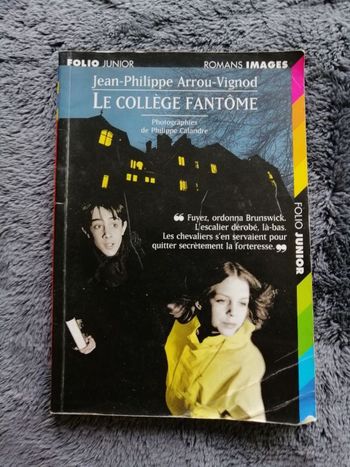 FOLIO JUNIOR
ROMANS IMAGES
Jean-Philippe Arrou-Vignod
LE COLLÈGE FANTÔME
Photographies
de Philippe Calandre
❝ Fuyez, ordonna Brunswick.
L'escalier dérobé, là-bas.
Les chevaliers s'en servaient pour
quitter secrètement la forteresse. ❞
FOLIO JUNIOR